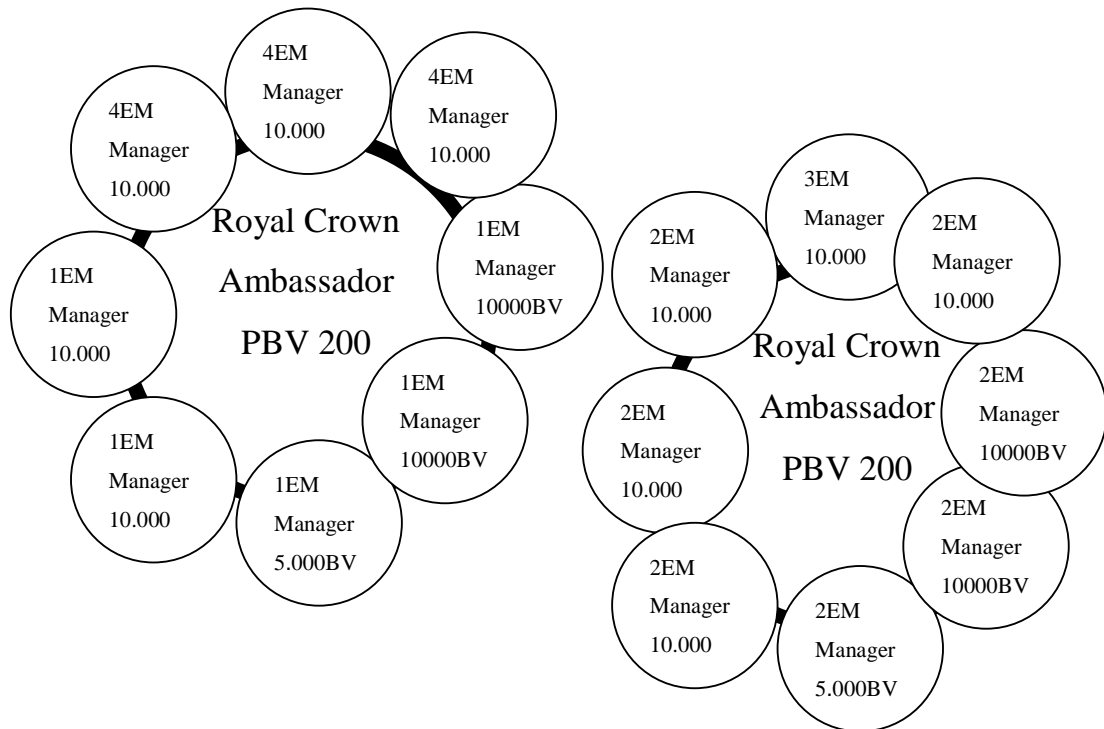 4EM
Manager
10.000
4EM
Manager
10.000
4EM
Manager
10.000
1EM
Manager
10000BV
1EM
Manager
10000BV
1EM
Manager
5.000BV
1EM
Manager
10.000
1EM
Manager
10.000
Royal Crown
Ambassador
PBV 200
2EM
Manager
10.000
3EM
Manager
10.000
2EM
Manager
10.000
2EM
Manager
10000BV
2EM
Manager
10000BV
2EM
Manager
5.000BV
2EM
Manager
10.000
2EM
Manager
10.000
Royal Crown
Ambassador
PBV 200